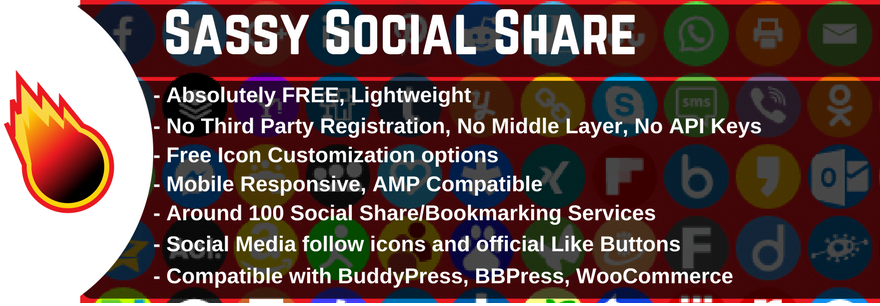 Sassy Social Share
- Absolutely FREE, Lightweight
- No Third Party Registration, No Middle Layer, No API Keys
- Free Icon Customization options
- Mobile Responsive, AMP Compatible
- Around 100 Social Share/Bookmarking Services
- Social Media follow icons and official Like Buttons
- Compatible with BuddyPress, BBPress, WooCommerce
sms